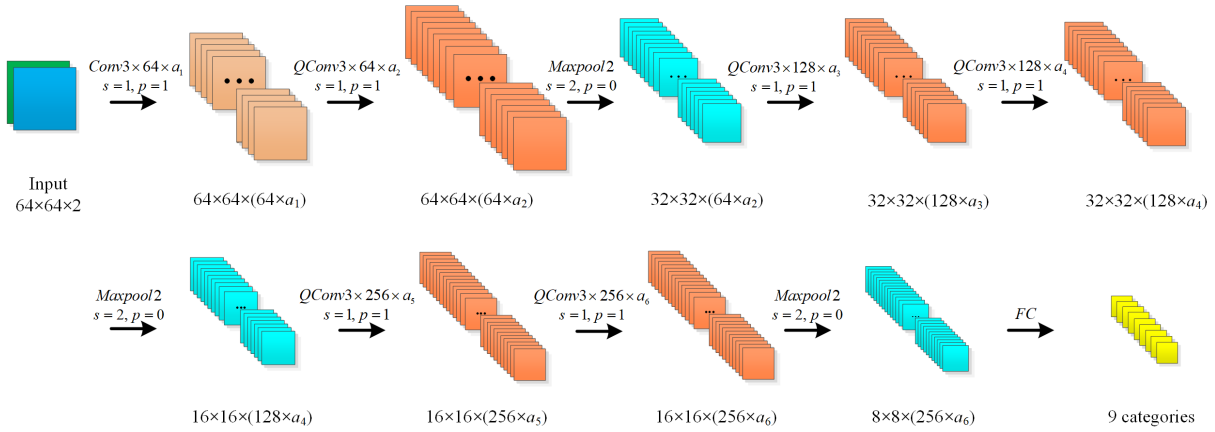 Conv3×64×a₁
s=1, p=1
QConv3×64×a₂
s=1, p=1
Maxpool2
s=2, p=0
QConv3×128×a₃
s=1, p=1
QConv3×128×a₄
s=1, p=1
Input
64×64×2
64×64×(64×a₁)
64×64×(64×a₂)
32×32×(64×a₂)
32×32×(128×a₃)
32×32×(128×a₄)
Maxpool2
s=2, p=0
QConv3×256×a₅
s=1, p=1
QConv3×256×a₆
s=1, p=1
Maxpool2
s=2, p=0
FC
16×16×(128×a₄)
16×16×(256×a₅)
16×16×(256×a₆)
8×8×(256×a₆)
9 categories